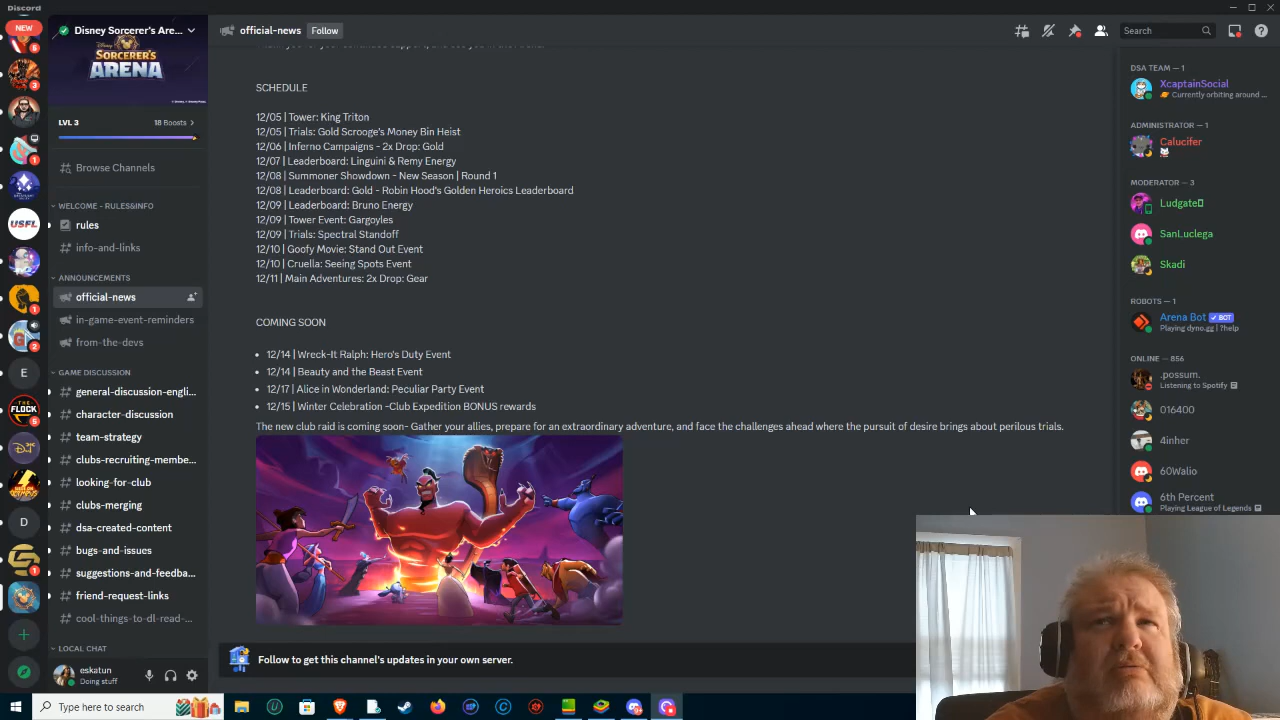 Discord
NEW
Disney Sorcerer's Are...
official-news
Follow
Search
Disney
SORCERER'S
ARENA
LVL 3
18 Boosts
Browse Channels
WELCOME - RULES&INFO
rules
info-and-links
ANNOUNCEMENTS
official-news
in-game-event-reminders
from-the-devs
GAME DISCUSSION
general-discussion-engli...
character-discussion
team-strategy
clubs-recruiting-membe...
looking-for-club
clubs-merging
dsa-created-content
bugs-and-issues
suggestions-and-feedba...
friend-request-links
cool-things-to-dl-read-...
LOCAL CHAT
eskatun
Doing stuff
5
3
1
USFL
1
2
E
THE
FLOCK
5
D
1
SCHEDULE
12/05 | Tower: King Triton
12/05 | Trials: Gold Scrooge's Money Bin Heist
12/06 | Inferno Campaigns - 2x Drop: Gold
12/07 | Leaderboard: Linguini & Remy Energy
12/08 | Summoner Showdown - New Season | Round 1
12/08 | Leaderboard: Gold - Robin Hood's Golden Heroics Leaderboard
12/09 | Leaderboard: Bruno Energy
12/09 | Tower Event: Gargoyles
12/09 | Trials: Spectral Standoff
12/10 | Goofy Movie: Stand Out Event
12/10 | Cruella: Seeing Spots Event
12/11 | Main Adventures: 2x Drop: Gear
COMING SOON
• 12/14 | Wreck-It Ralph: Hero's Duty Event
• 12/14 | Beauty and the Beast Event
• 12/17 | Alice in Wonderland: Peculiar Party Event
• 12/15 | Winter Celebration -Club Expedition BONUS rewards
The new club raid is coming soon- Gather your allies, prepare for an extraordinary adventure, and face the challenges ahead where the pursuit of desire brings about perilous trials.
Follow to get this channel's updates in your own server.
DSA TEAM — 1
XcaptainSocial
Currently orbiting around ...
ADMINISTRATOR — 1
Calucifer
MODERATOR — 3
Ludgate
SanLuclega
Skadi
ROBOTS — 1
Arena Bot ✓ BOT
Playing dyno.gg | ?help
ONLINE — 856
.possum.
Listening to Spotify
016400
4inher
60Walio
6th Percent
Playing League of Legends
Type here to search